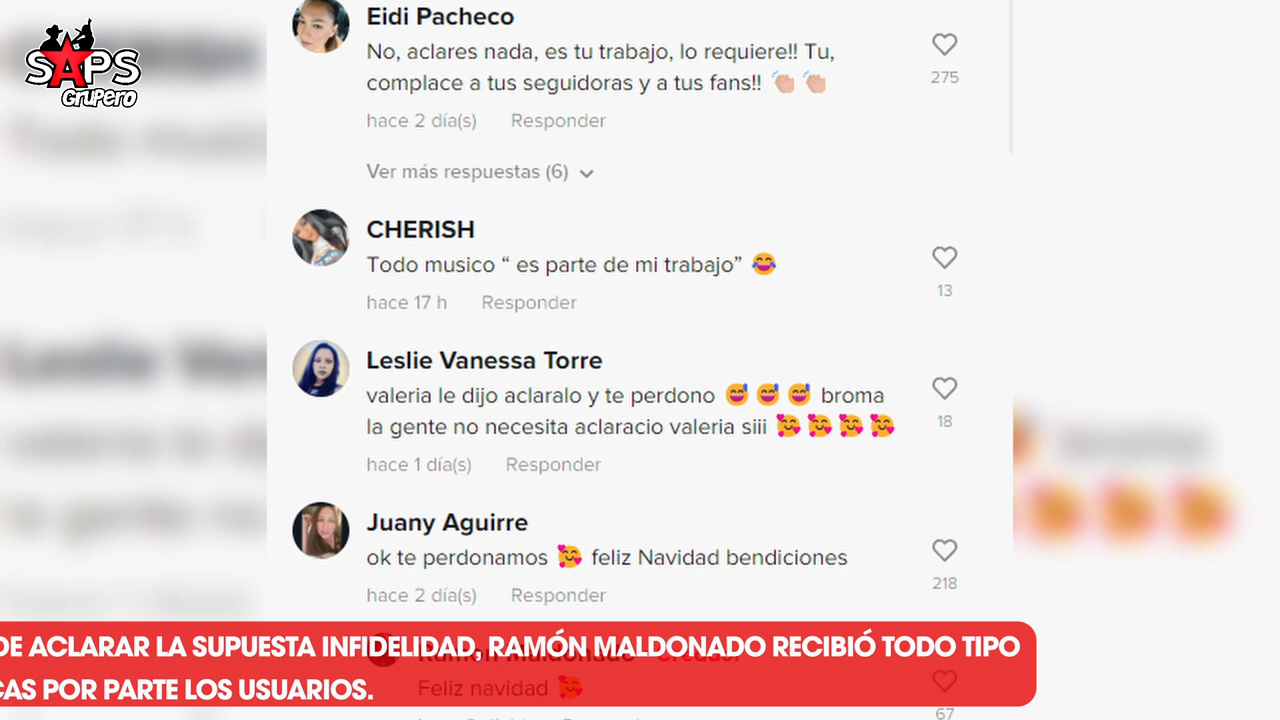 SAPS
GRUPERO
Eidi Pacheco
No, aclares nada, es tu trabajo, lo requiere!! Tu,
complace a tus seguidoras y a tus fans!! 👏🏼 👏🏼
275
hace 2 día(s) Responder
Ver más respuestas (6)
CHERISH
Todo musico “ es parte de mi trabajo” 😂
13
hace 17 h Responder
Leslie Vanessa Torre
valeria le dijo aclaralo y te perdono 😅 😅 😅 broma
la gente no necesita aclaracio valeria siii 🥰 🥰 🥰 🥰
18
hace 1 día(s) Responder
Juany Aguirre
ok te perdonamos 🥰 feliz Navidad bendiciones
218
hace 2 día(s) Responder
DE ACLARAR LA SUPUESTA INFIDELIDAD, RAMÓN MALDONADO RECIBIÓ TODO TIPO
Ramon Maldonado Creador
CAS POR PARTE LOS USUARIOS.
Feliz navidad 🥰
67